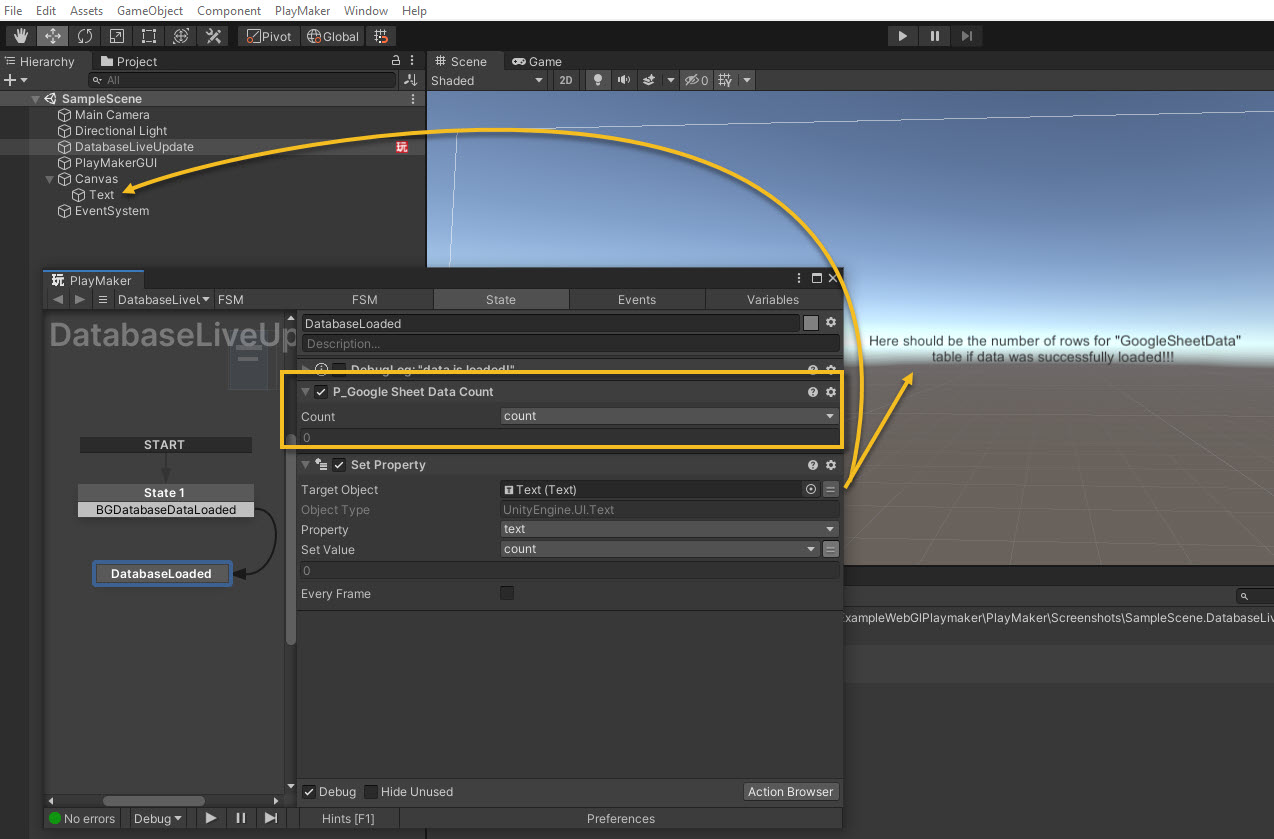 File Edit Assets GameObject Component PlayMaker Window Help
Pivot Global
Hierarchy Project
All
SampleScene
Main Camera
Directional Light
DatabaseLiveUpdate 玩
PlayMakerGUI
Canvas
Text
EventSystem
Scene Game
Shaded 2D 0
Here should be the number of rows for "GoogleSheetData"
table if data was successfully loaded!!!
玩 PlayMaker
DatabaseLivel FSM FSM State Events Variables
DatabaseLiveUp
START
State 1
BGDatabaseDataLoaded
DatabaseLoaded
DatabaseLoaded
Description...
DebugLog: "data is loaded!"
P_Google Sheet Data Count
Count count
0
Set Property
Target Object Text (Text)
Object Type UnityEngine.UI.Text
Property text
Set Value count
0
Every Frame
Debug Hide Unused Action Browser
No errors Debug Hints [F1] Preferences
xampleWebGlPlaymaker\PlayMaker\Screenshots\SampleScene.DatabaseLiv